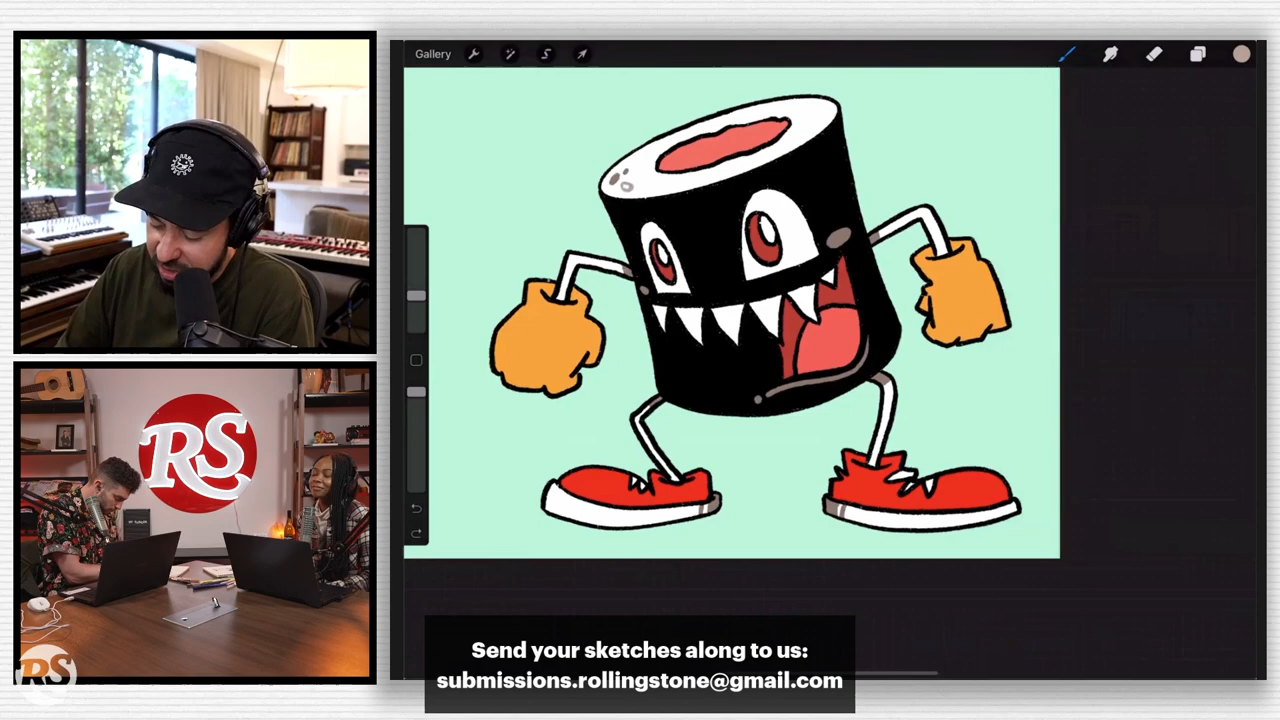 Gallery
RS
RS
Send your sketches along to us:
submissions.rollingstone@gmail.com